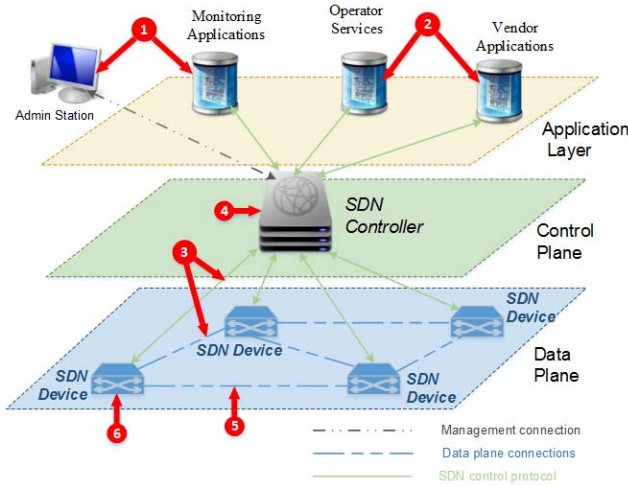 1
Monitoring
Applications
Operator
Services
2
Vendor
Applications
Admin Station
Application
Layer
4
SDN
Controller
Control
Plane
3
SDN
Device
SDN Device
SDN
Device
SDN
Device
Data
Plane
6
5
Management connection
Data plane connections
SDN control protocol